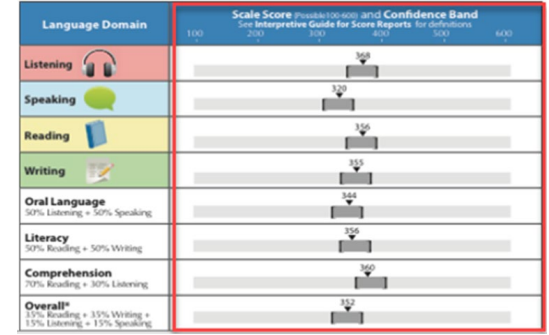 Language Domain
Scale Score (Possible 100-600) and Confidence Band
See Interpretive Guide for Score Reports for definitions
100 200 300 400 500 600
Listening
368
Speaking
320
Reading
356
Writing
355
Oral Language
50% Listening + 50% Speaking
344
Literacy
50% Reading + 50% Writing
356
Comprehension
70% Reading + 30% Listening
360
Overall*
35% Reading + 35% Writing +
15% Listening + 15% Speaking
352